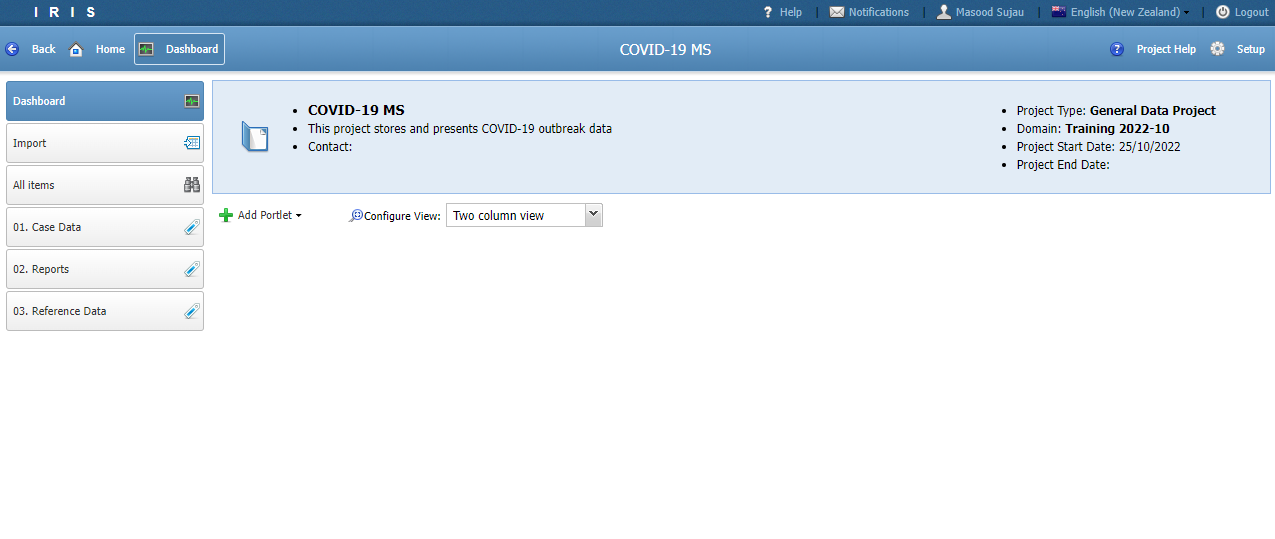 I R I S
? Help | Notifications | Masood Sujau | English (New Zealand) | Logout
Back Home Dashboard COVID-19 MS ? Project Help Setup
Dashboard
Import
All items
01. Case Data
02. Reports
03. Reference Data
• COVID-19 MS
• This project stores and presents COVID-19 outbreak data
• Contact:
• Project Type: General Data Project
• Domain: Training 2022-10
• Project Start Date: 25/10/2022
• Project End Date:
Add Portlet Configure View: Two column view